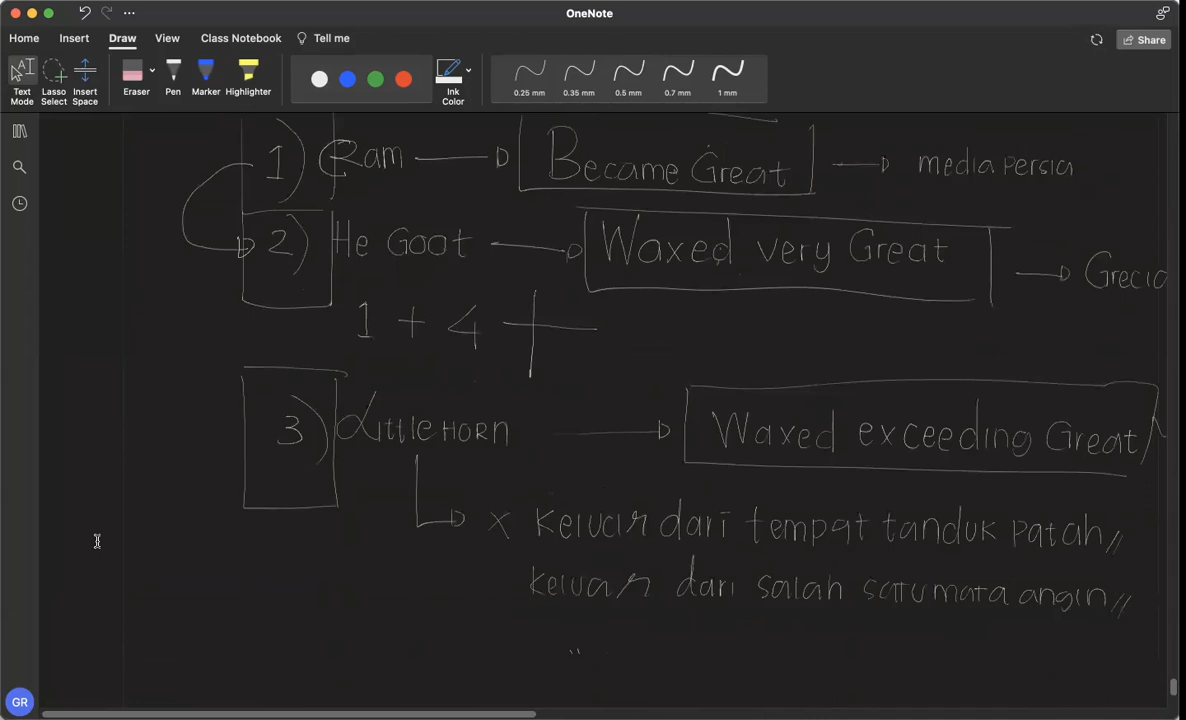 OneNote
Home Insert Draw View Class Notebook Tell me
Share
Text Mode
Lasso Select
Insert Space
Eraser
Pen
Marker
Highlighter
Ink Color
0.25 mm 0.35 mm 0.5 mm 0.7 mm 1 mm
1) Ram Became Great media Persia
2) He Goat Waxed very Great Grecia
1 + 4
3) Little HORN Waxed exceeding Great
x dari tempat tanduk patah //
keluar dari salah satu mata angin //
"
GR